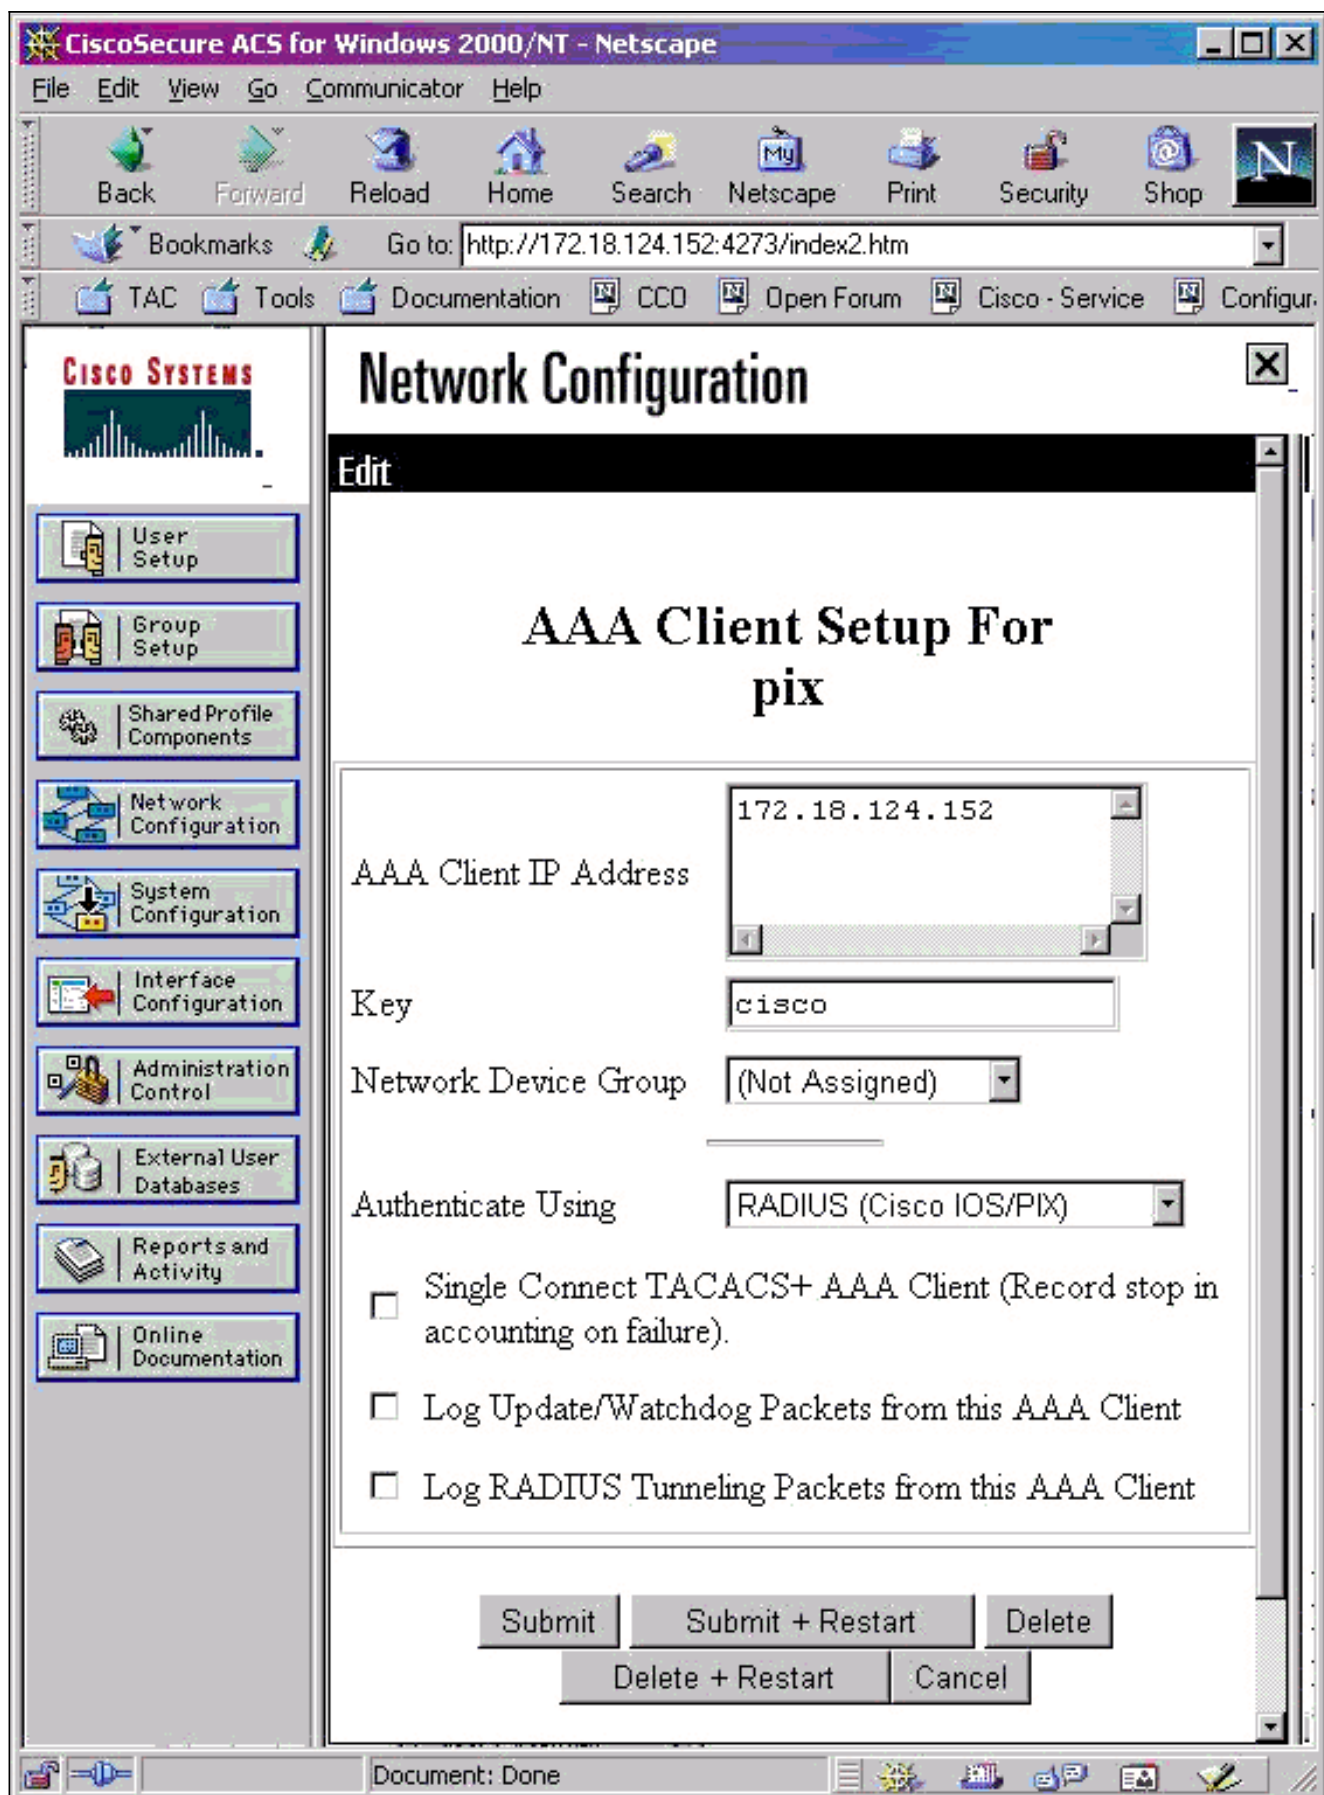 CiscoSecure ACS for Windows 2000/NT - Netscape
File Edit View Go Communicator Help
Back Forward Reload Home Search Netscape Print Security Shop
My
N
Bookmarks Go to: http://172.18.124.152:4273/index2.htm
TAC Tools Documentation CCO Open Forum Cisco - Service Configur
CISCO SYSTEMS
Network Configuration
Edit
User
Setup
Group
Setup
Shared Profile
Components
Network
Configuration
System
Configuration
Interface
Configuration
Administration
Control
External User
Databases
Reports and
Activity
Online
Documentation
AAA Client Setup For
pix
AAA Client IP Address 172.18.124.152
Key cisco
Network Device Group (Not Assigned)
Authenticate Using RADIUS (Cisco IOS/PIX)
Single Connect TACACS+ AAA Client (Record stop in
accounting on failure).
Log Update/Watchdog Packets from this AAA Client
Log RADIUS Tunneling Packets from this AAA Client
Submit Submit + Restart Delete
Delete + Restart Cancel
Document: Done